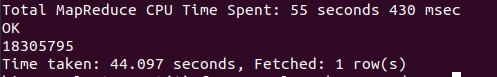 Total MapReduce CPU Time Spent: 55 seconds 430 msec
OK
18305795
Time taken: 44.097 seconds, Fetched: 1 row(s)